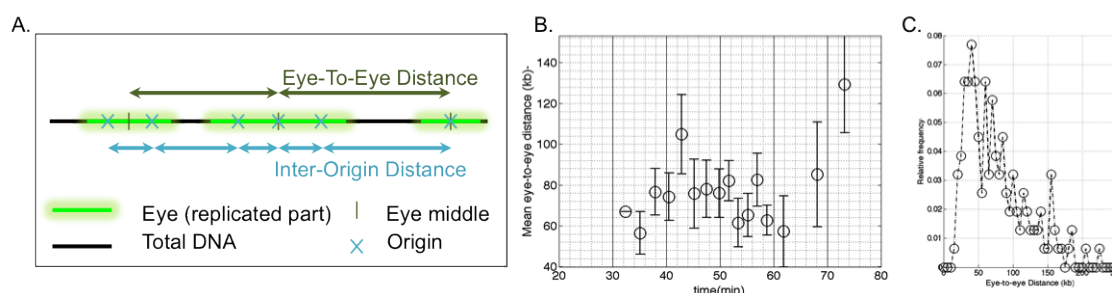 A.
Eye-To-Eye Distance
Inter-Origin Distance
Eye (replicated part)
Eye middle
Total DNA
Origin
B.
Mean eye-to-eye distance (kb)-
140
120
100
80
60
40
20
30
40
50
60
70
80
time(min)
C.
Relative frequency
0.08
0.07
0.06
0.05
0.04
0.03
0.02
0.01
0
0
50
100
150
200
Eye-to-eye Distance (kb)